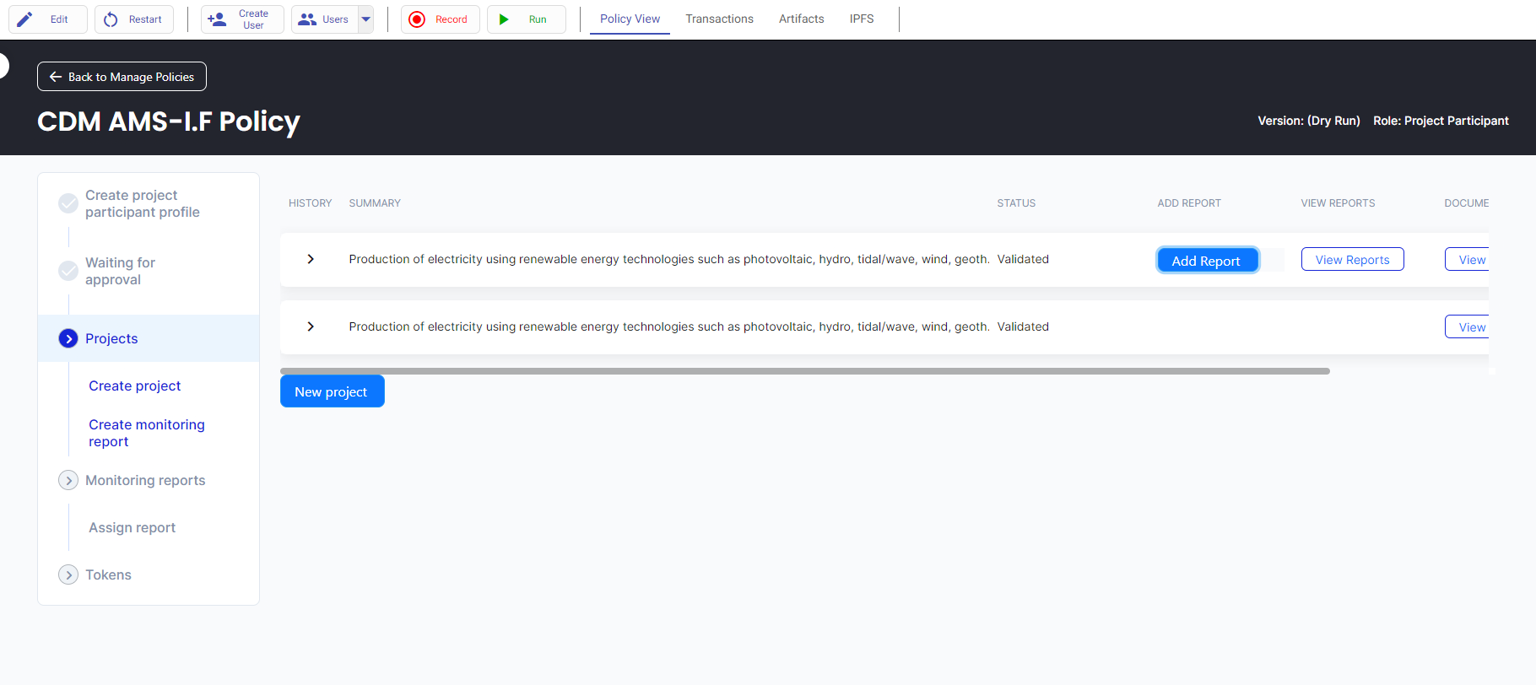 Edit Restart Create User Users Record Run Policy View Transactions Artifacts IPFS
Back to Manage Policies
CDM AMS-I.F Policy
Version: (Dry Run) Role: Project Participant
Create project
participant profile
Waiting for
approval
Projects
Create project
Create monitoring
report
Monitoring reports
Assign report
Tokens
HISTORY SUMMARY STATUS ADD REPORT VIEW REPORTS DOCUME
Production of electricity using renewable energy technologies such as photovoltaic, hydro, tidal/wave, wind, geoth. Validated Add Report View Reports View
Production of electricity using renewable energy technologies such as photovoltaic, hydro, tidal/wave, wind, geoth. Validated View
New project